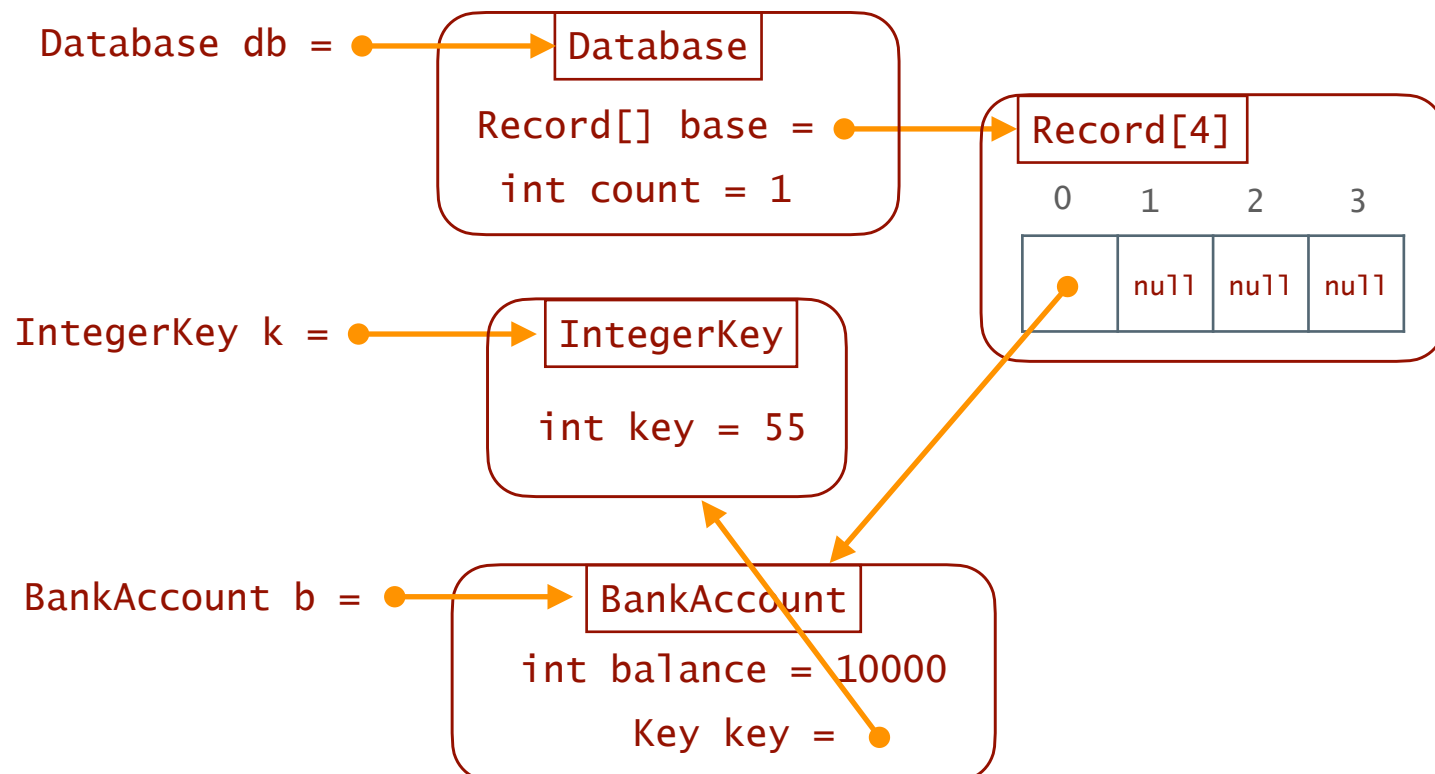 Database db =
Database
Record[] base =
int count = 1
Record[4]
0 1 2 3
null null null
IntegerKey k =
IntegerKey
int key = 55
BankAccount b =
BankAccount
int balance = 10000
Key key =